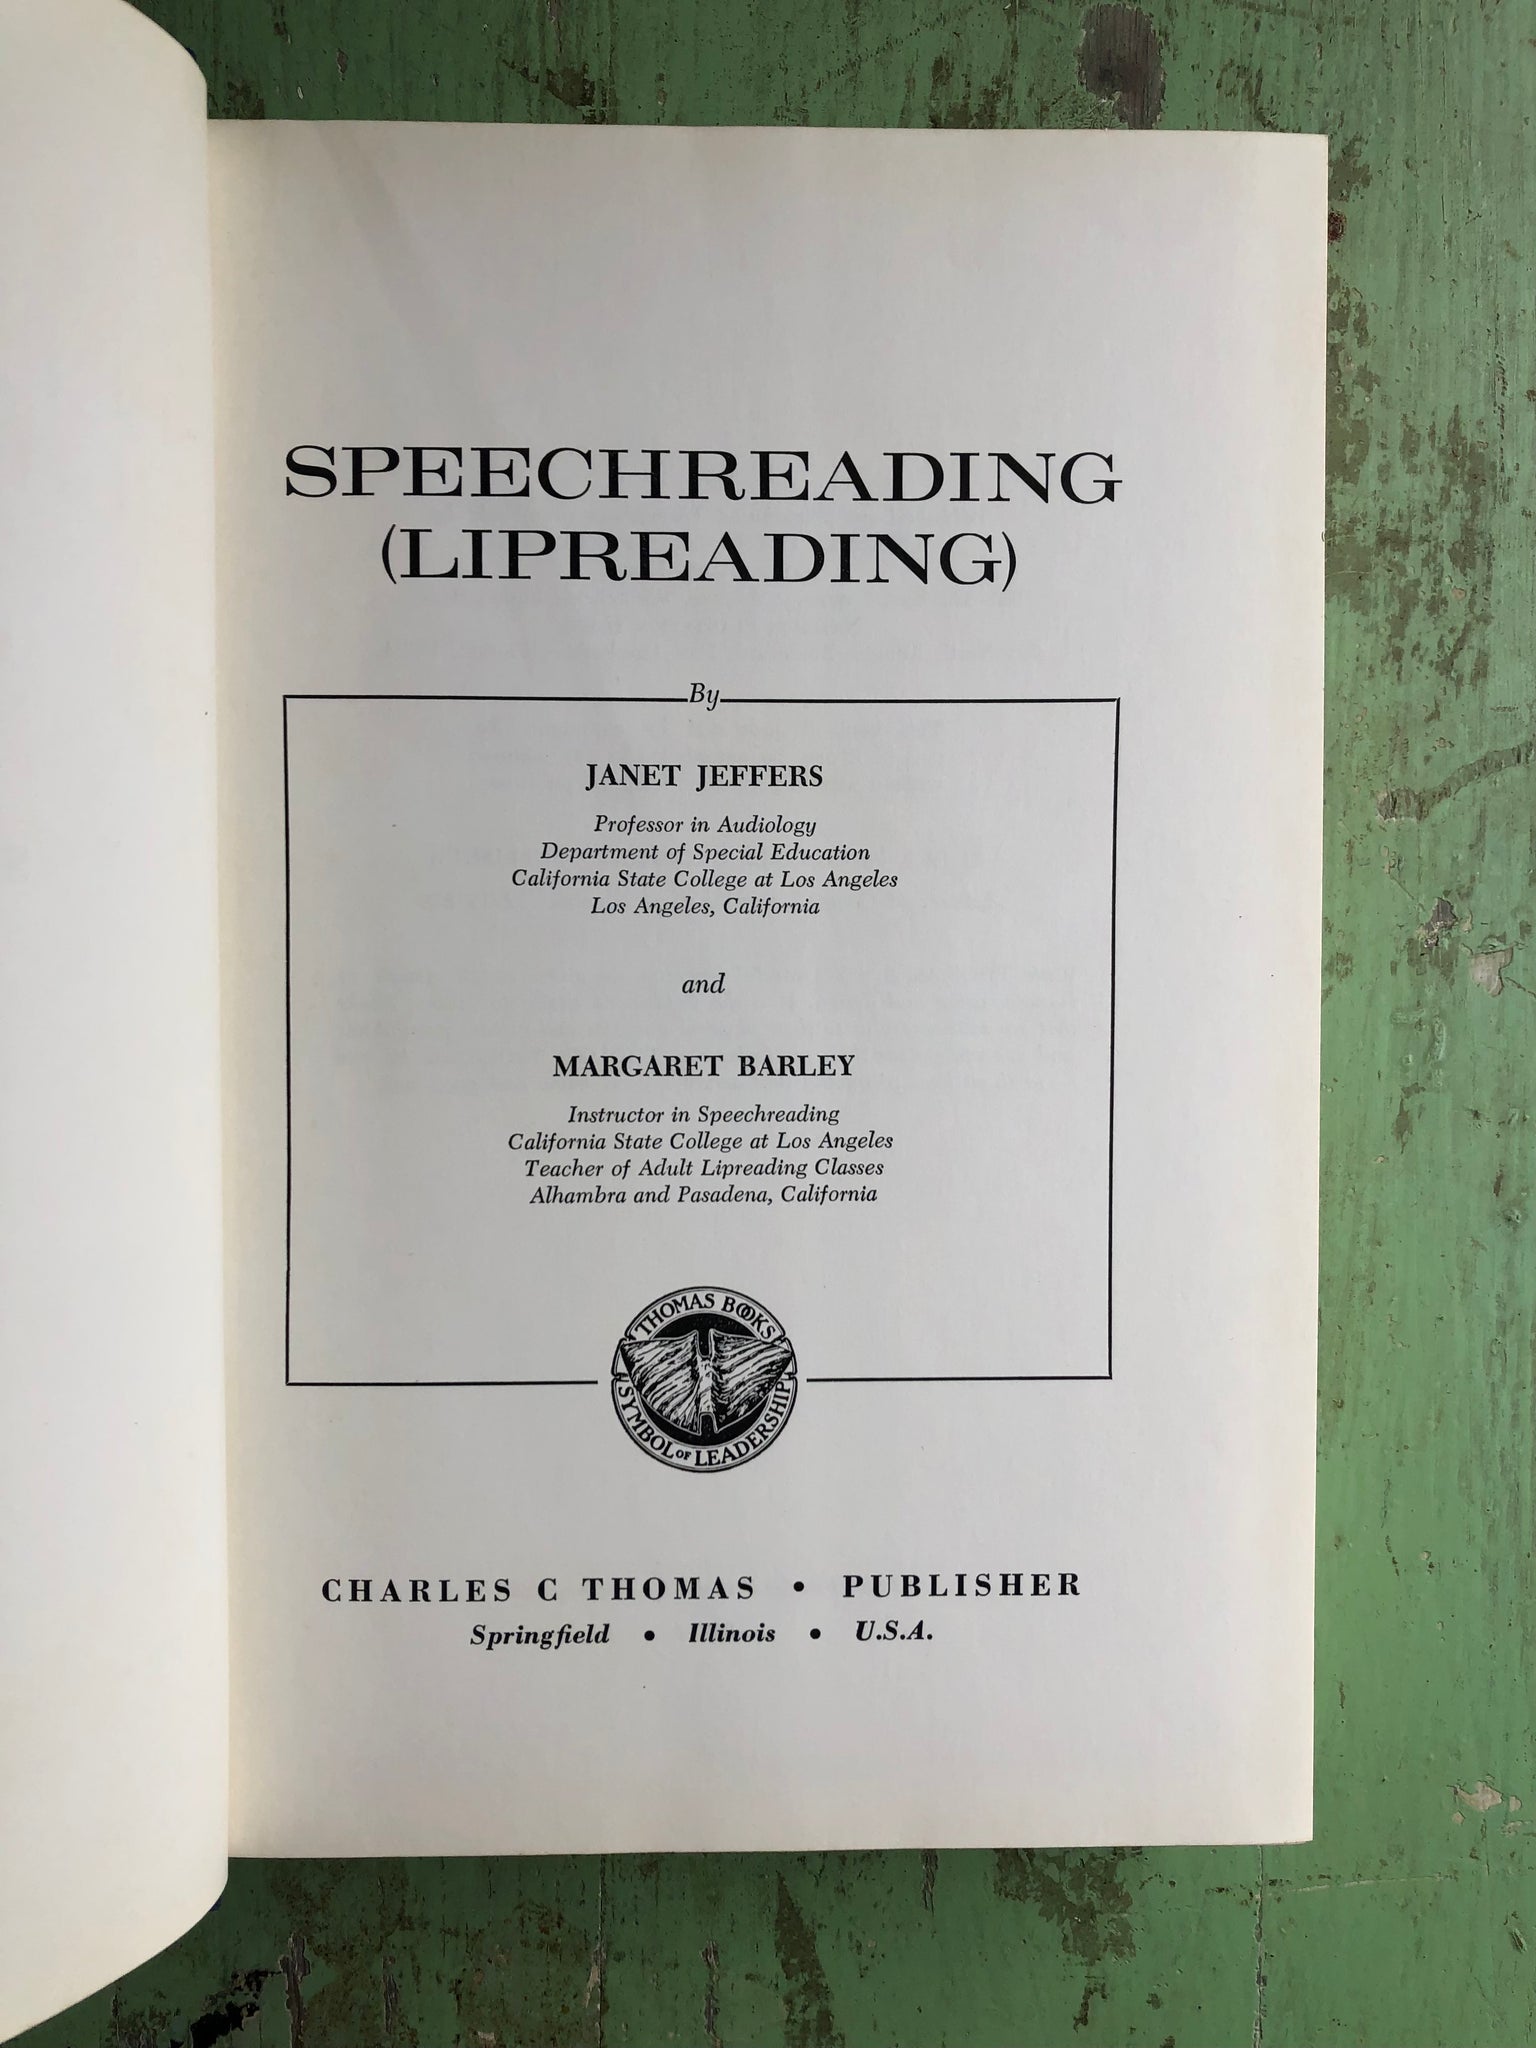 SPEECHREADING
(LIPREADING)
By
JANET JEFFERS
Professor in Audiology
Department of Special Education
California State College at Los Angeles
Los Angeles, California
and
MARGARET BARLEY
Instructor in Speechreading
California State College at Los Angeles
Teacher of Adult Lipreading Classes
Alhambra and Pasadena, California
THOMAS BOOKS
SYMBOL OF LEADERSHIP
CHARLES C THOMAS • PUBLISHER
Springfield • Illinois • U.S.A.